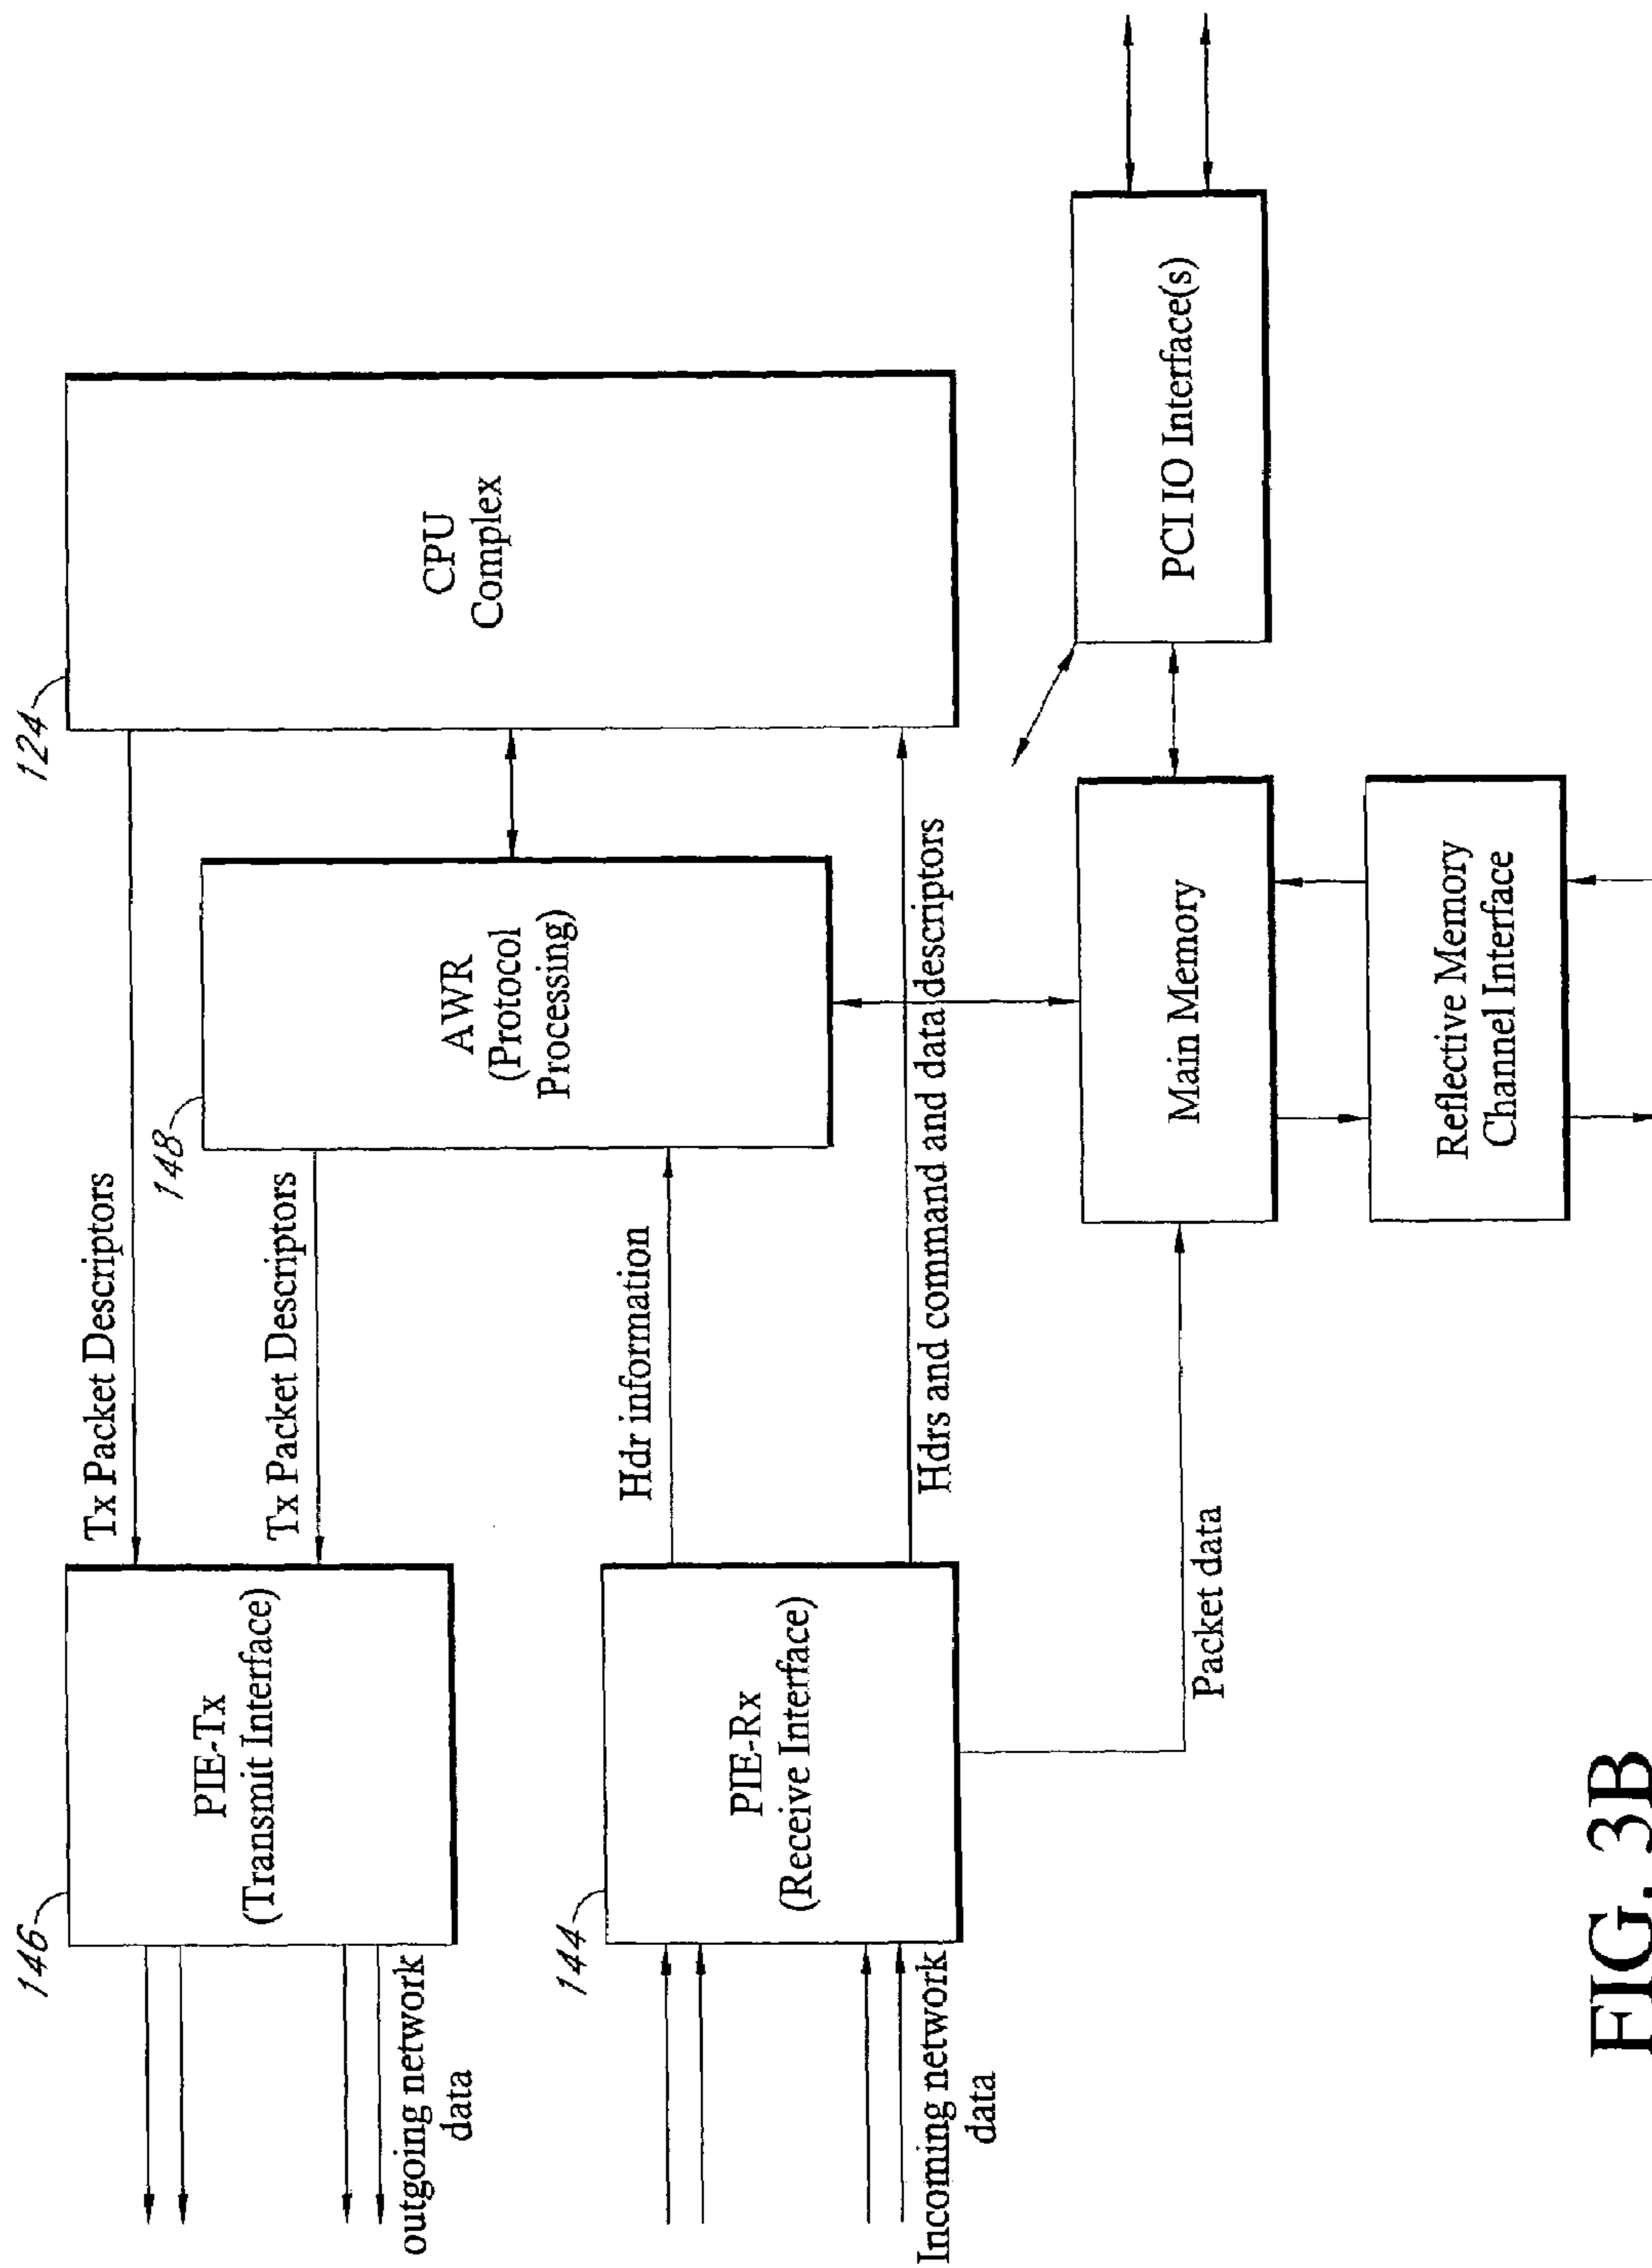 124
CPU
Complex
Tx Packet Descriptors
146
PIE-Tx
(Transmit Interface)
outgoing network
data
148
AWR
(Protocol
Processing)
Tx Packet Descriptors
Hdr information
144
PIE-Rx
(Receive Interface)
Incoming network
data
Hdrs and command and data descriptors
Packet data
Main Memory
PCI IO Interface(s)
Reflective Memory
Channel Interface
FIG. 3B